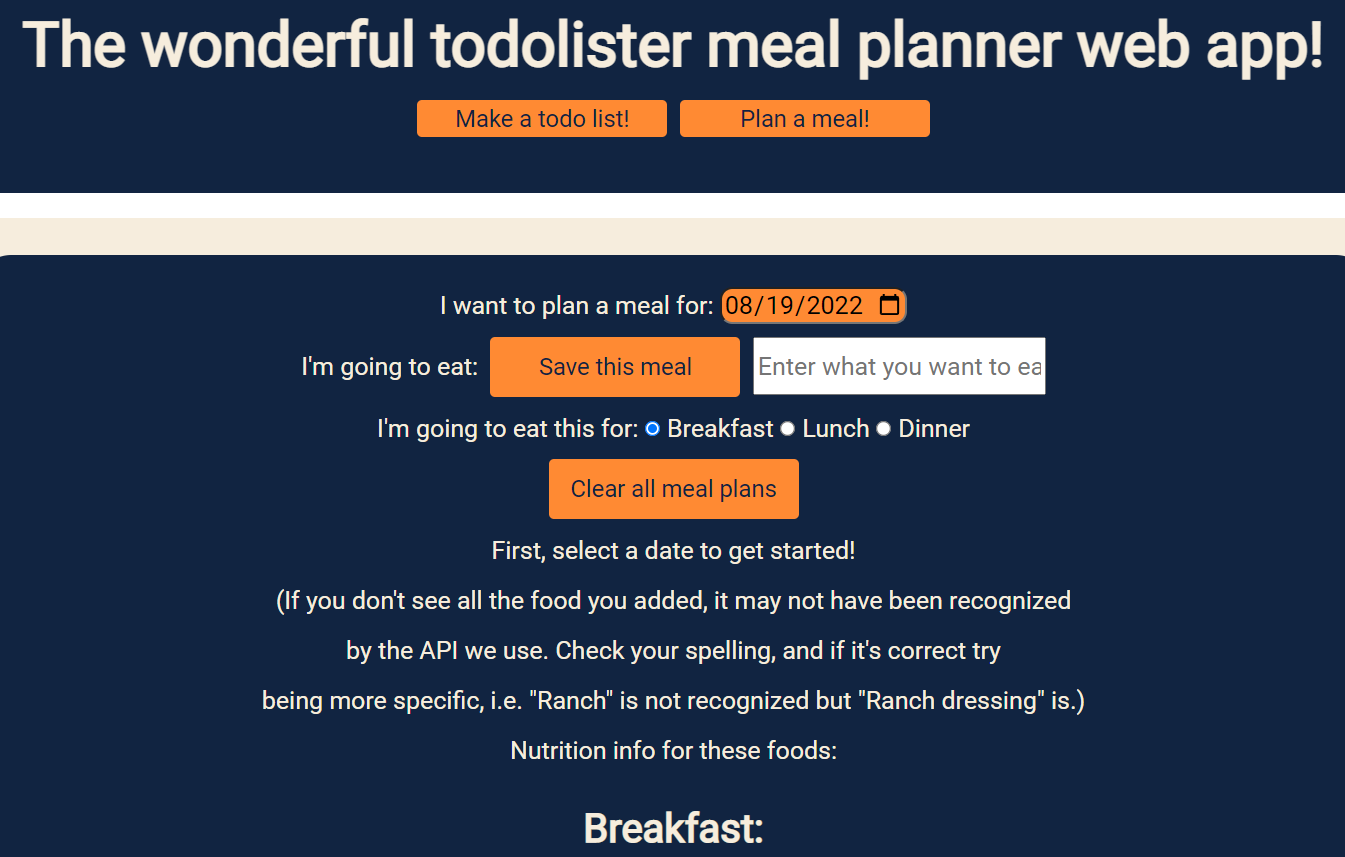 The wonderful todolister meal planner web app!
Make a todo list! Plan a meal!
I want to plan a meal for: 08/19/2022
I'm going to eat: Save this meal Enter what you want to ea
I'm going to eat this for: Breakfast Lunch Dinner
Clear all meal plans
First, select a date to get started!
(If you don't see all the food you added, it may not have been recognized
by the API we use. Check your spelling, and if it's correct try
being more specific, i.e. "Ranch" is not recognized but "Ranch dressing" is.)
Nutrition info for these foods:
Breakfast: